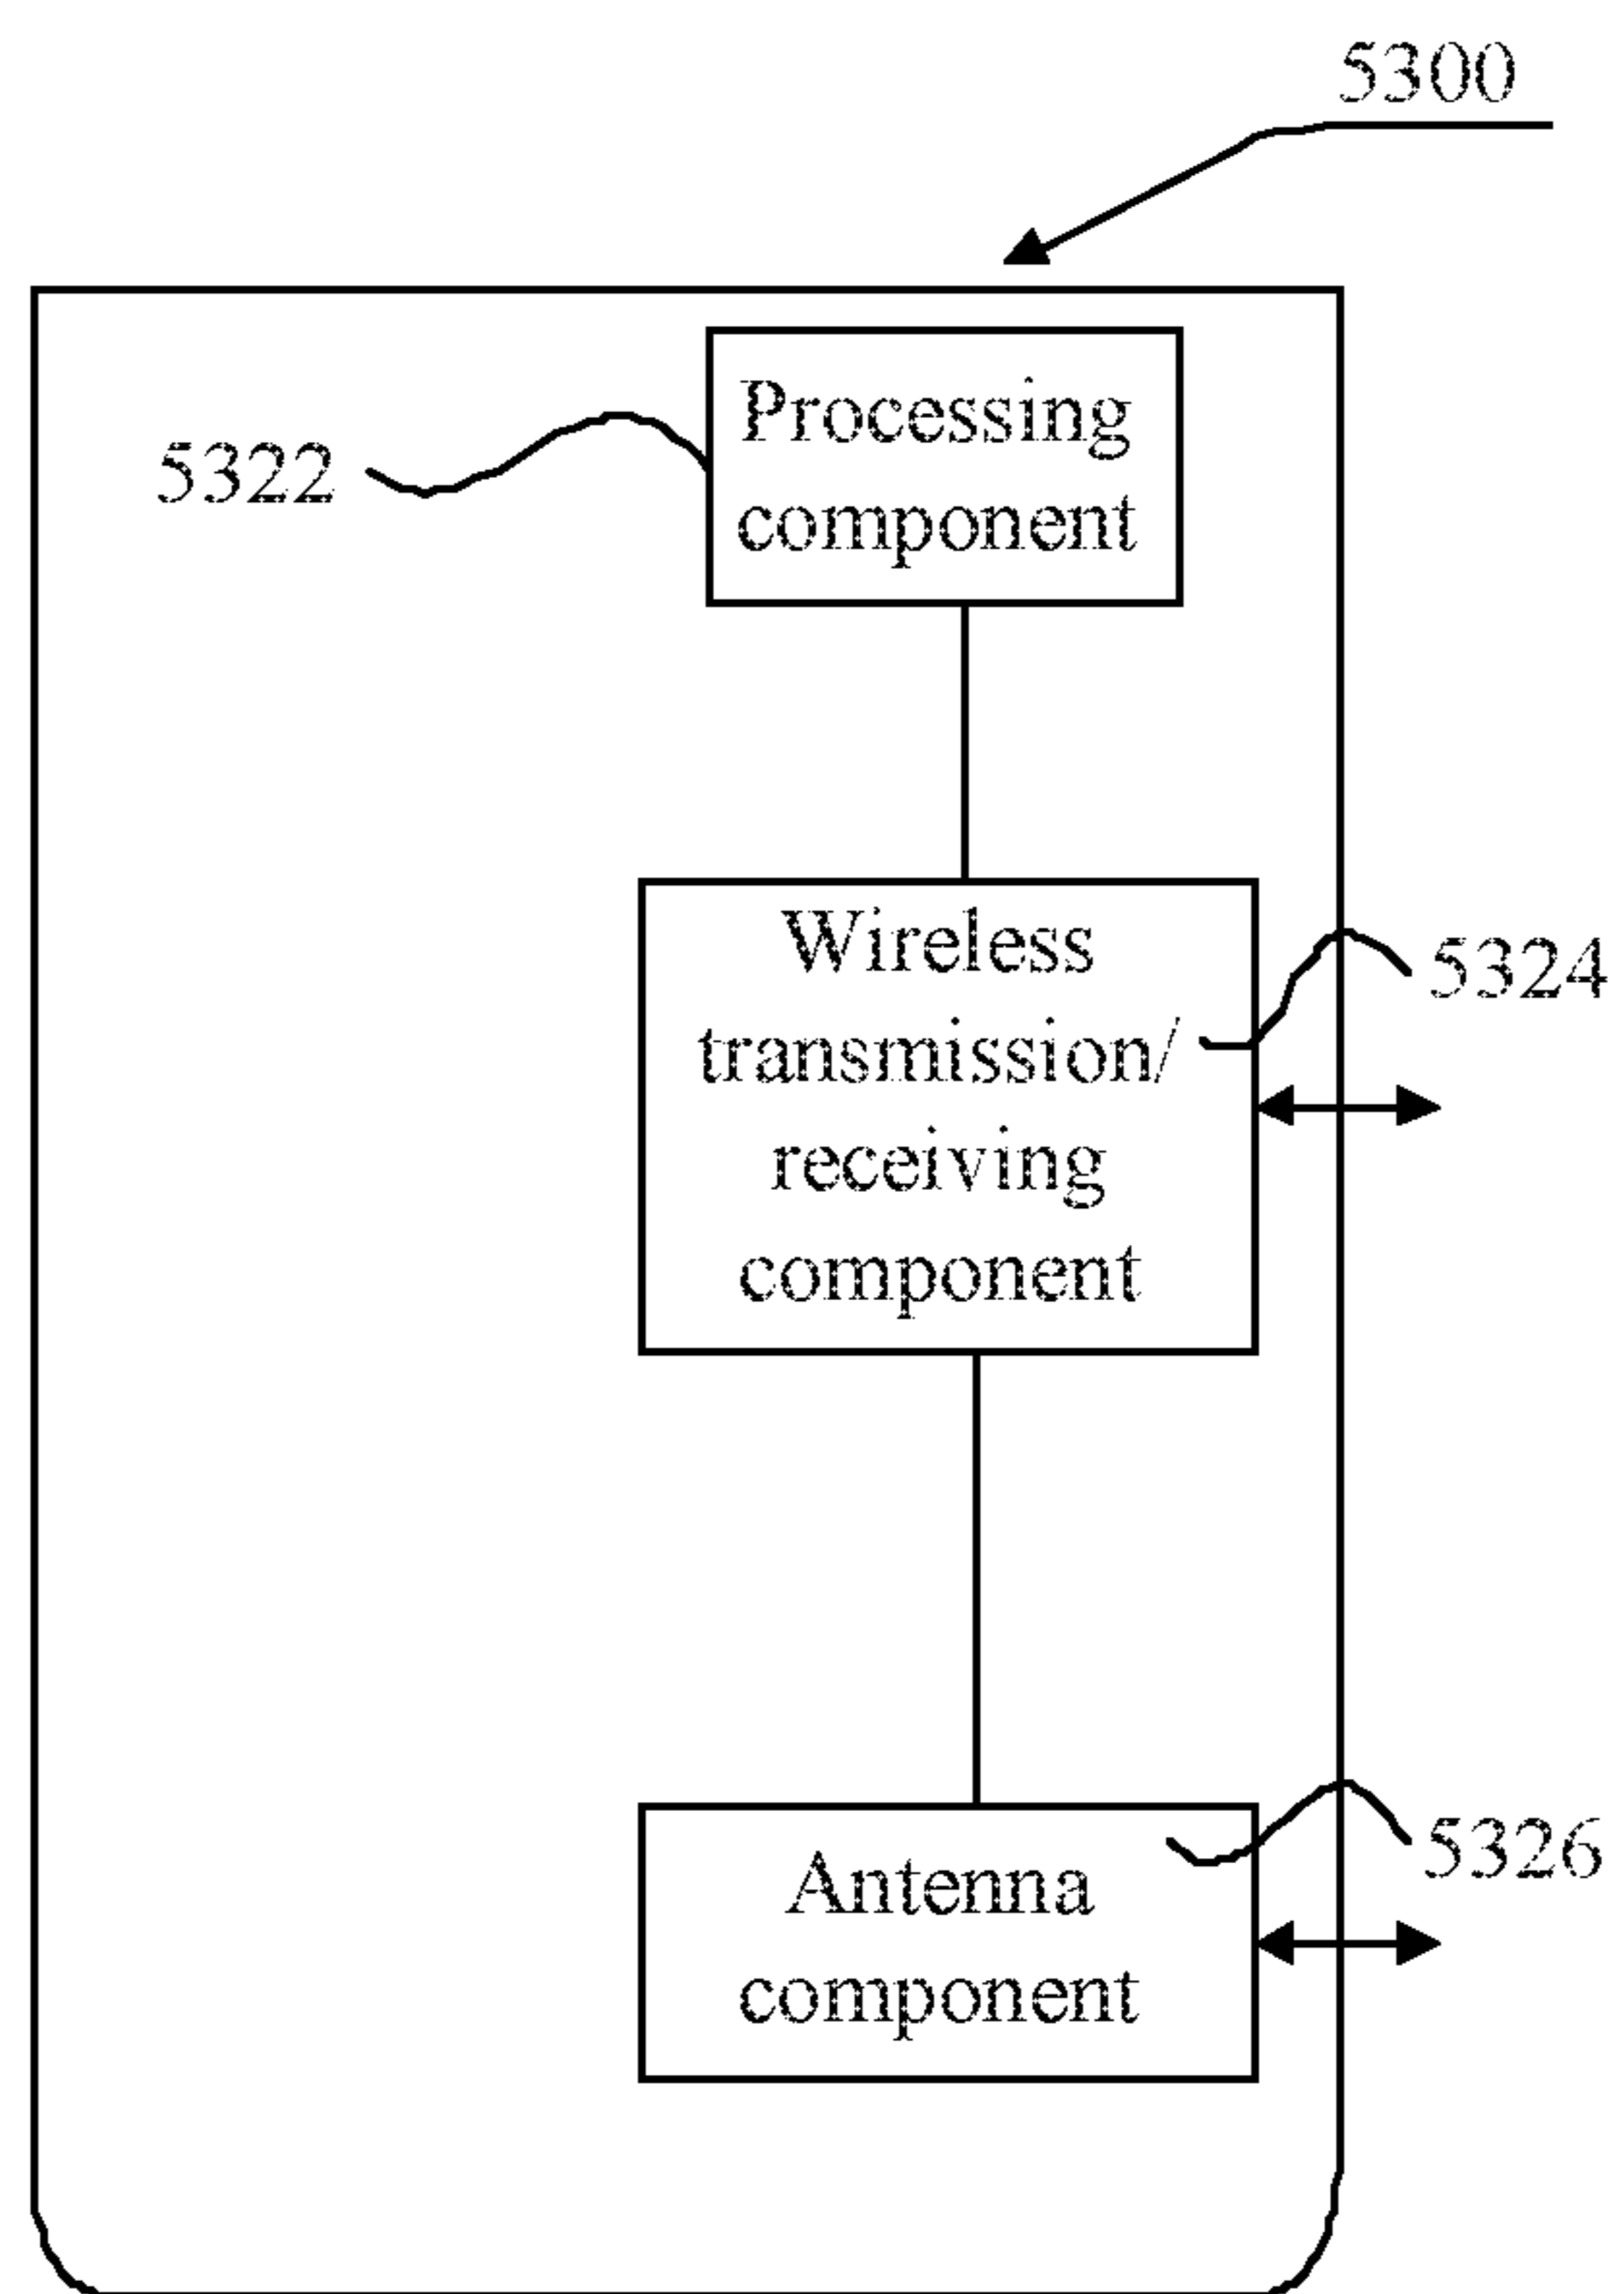 5300
Processing
component
5322
Wireless
transmission/
receiving
component
5324
Antenna
component
5326